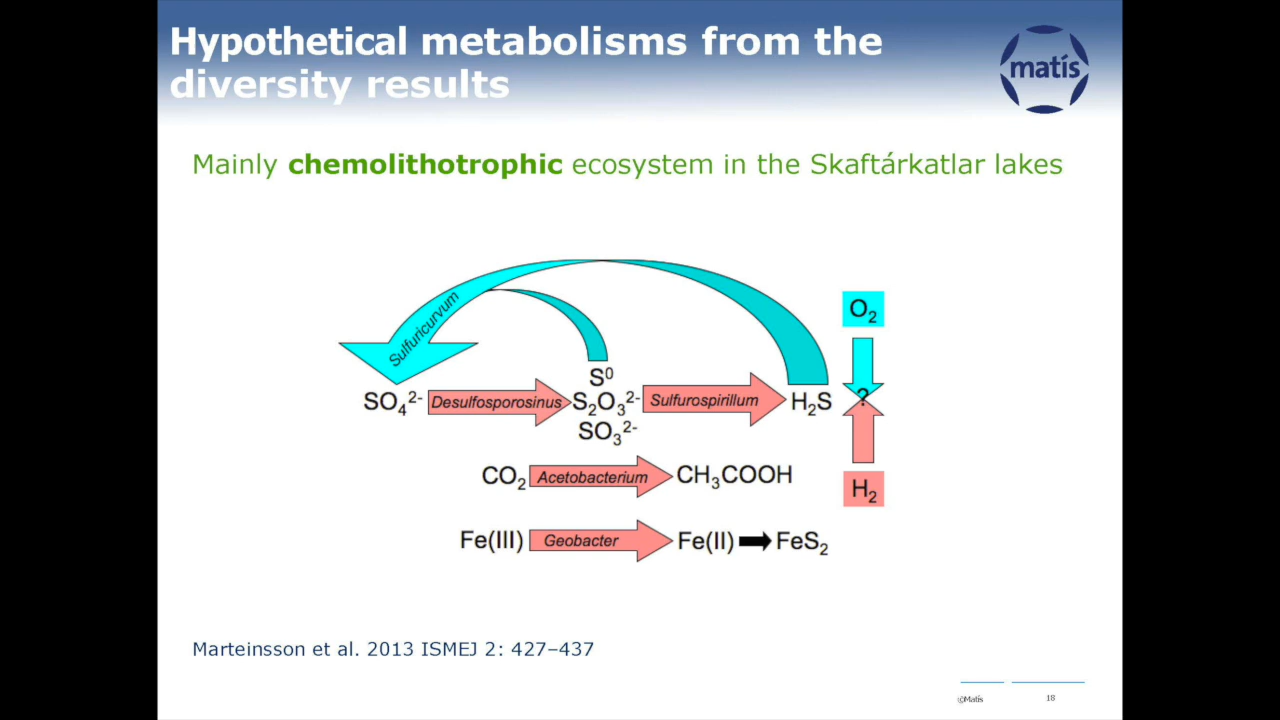 Hypothetical metabolisms from the
diversity results
matís
Mainly chemolithotrophic ecosystem in the Skaftárkatlar lakes
Sulfuricurvum
O₂
?
H₂
S⁰
SO₄²⁻ Desulfosporosinus S₂O₃²⁻ Sulfurospirillum H₂S
SO₃²⁻
CO₂ Acetobacterium CH₃COOH
Fe(III) Geobacter Fe(II) FeS₂
Marteinsson et al. 2013 ISMEJ 2: 427–437
©Matís 18